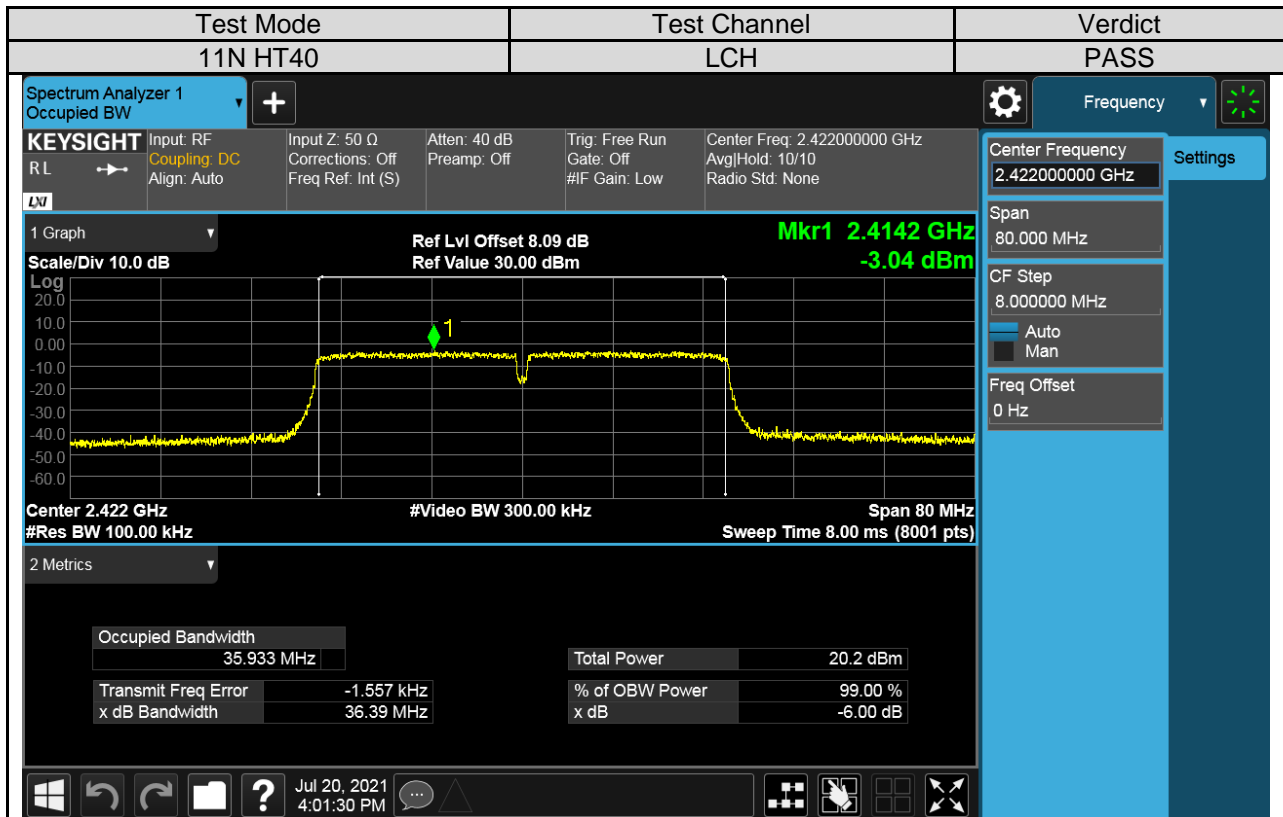 Test Mode Test Channel Verdict
11N HT40 LCH PASS
Spectrum Analyzer 1
Occupied BW
Frequency
KEYSIGHT Input: RF Input Z: 50 Ω Atten: 40 dB Trig: Free Run Center Freq: 2.422000000 GHz
RL Coupling: DC Corrections: Off Preamp: Off Gate: Off Avg|Hold: 10/10
Align: Auto Freq Ref: Int (S) #IF Gain: Low Radio Std: None
LXI
Center Frequency
2.422000000 GHz
Settings
Span
80.000 MHz
CF Step
8.000000 MHz
Auto
Man
Freq Offset
0 Hz
1 Graph
Ref Lvl Offset 8.09 dB
Mkr1 2.4142 GHz
Scale/Div 10.0 dB
Ref Value 30.00 dBm
-3.04 dBm
Log
20.0
10.0
1
0.00
-10.0
-20.0
-30.0
-40.0
-50.0
-60.0
Center 2.422 GHz #Video BW 300.00 kHz Span 80 MHz
#Res BW 100.00 kHz Sweep Time 8.00 ms (8001 pts)
2 Metrics
Occupied Bandwidth
35.933 MHz Total Power 20.2 dBm
Transmit Freq Error -1.557 kHz % of OBW Power 99.00 %
x dB Bandwidth 36.39 MHz x dB -6.00 dB
? Jul 20, 2021
4:01:30 PM